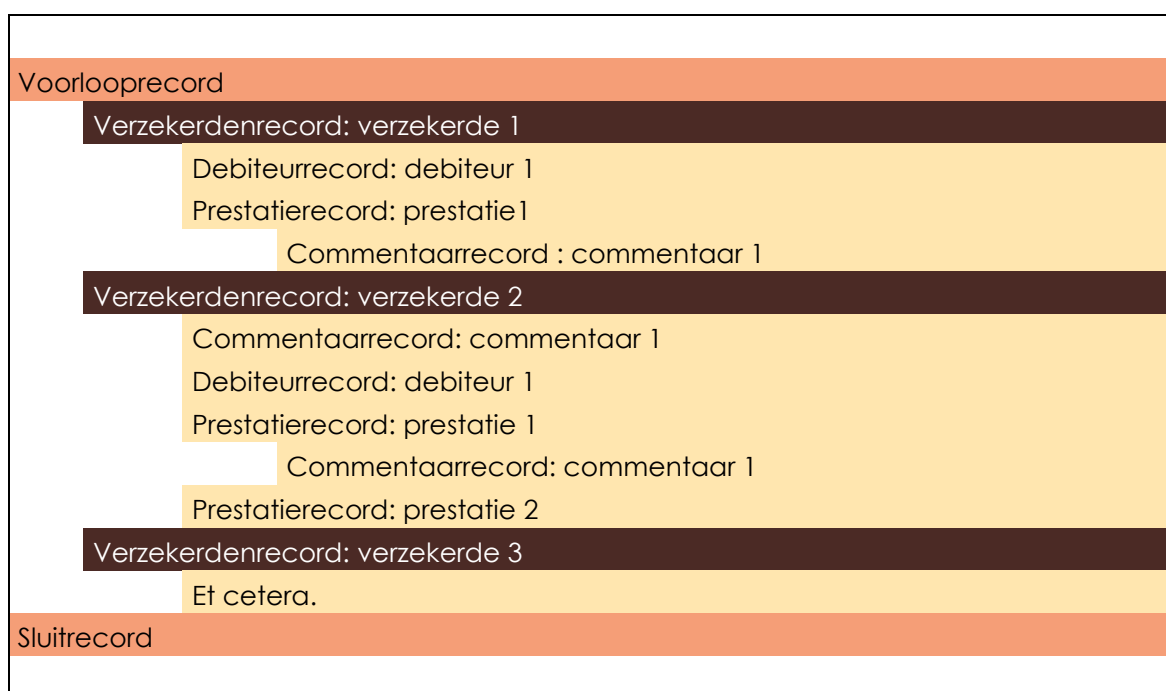 Voorlooprecord
Verzekerdenrecord: verzekerde 1
Debiteurrecord: debiteur 1
Prestatierecord: prestatie1
Commentaarrecord : commentaar 1
Verzekerdenrecord: verzekerde 2
Commentaarrecord: commentaar 1
Debiteurrecord: debiteur 1
Prestatierecord: prestatie 1
Commentaarrecord: commentaar 1
Prestatierecord: prestatie 2
Verzekerdenrecord: verzekerde 3
Et cetera.
Sluitrecord